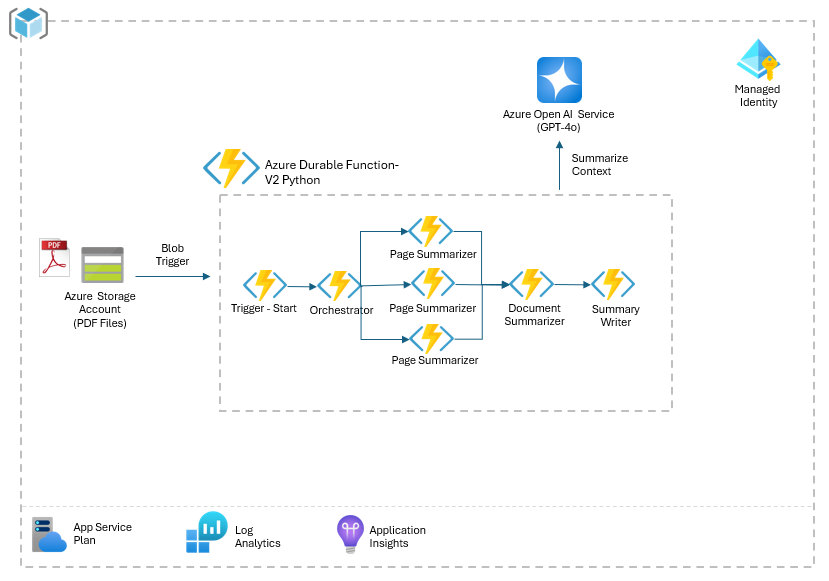 Managed
Identity
Azure Open AI Service
(GPT-4o)
Summarize
Context
Azure Durable Function-
V2 Python
PDF
Azure Storage
Account
(PDF Files)
Blob
Trigger
Trigger - Start
Orchestrator
Page Summarizer
Page Summarizer
Page Summarizer
Document
Summarizer
Summary
Writer
App Service
Plan
Log
Analytics
Application
Insights